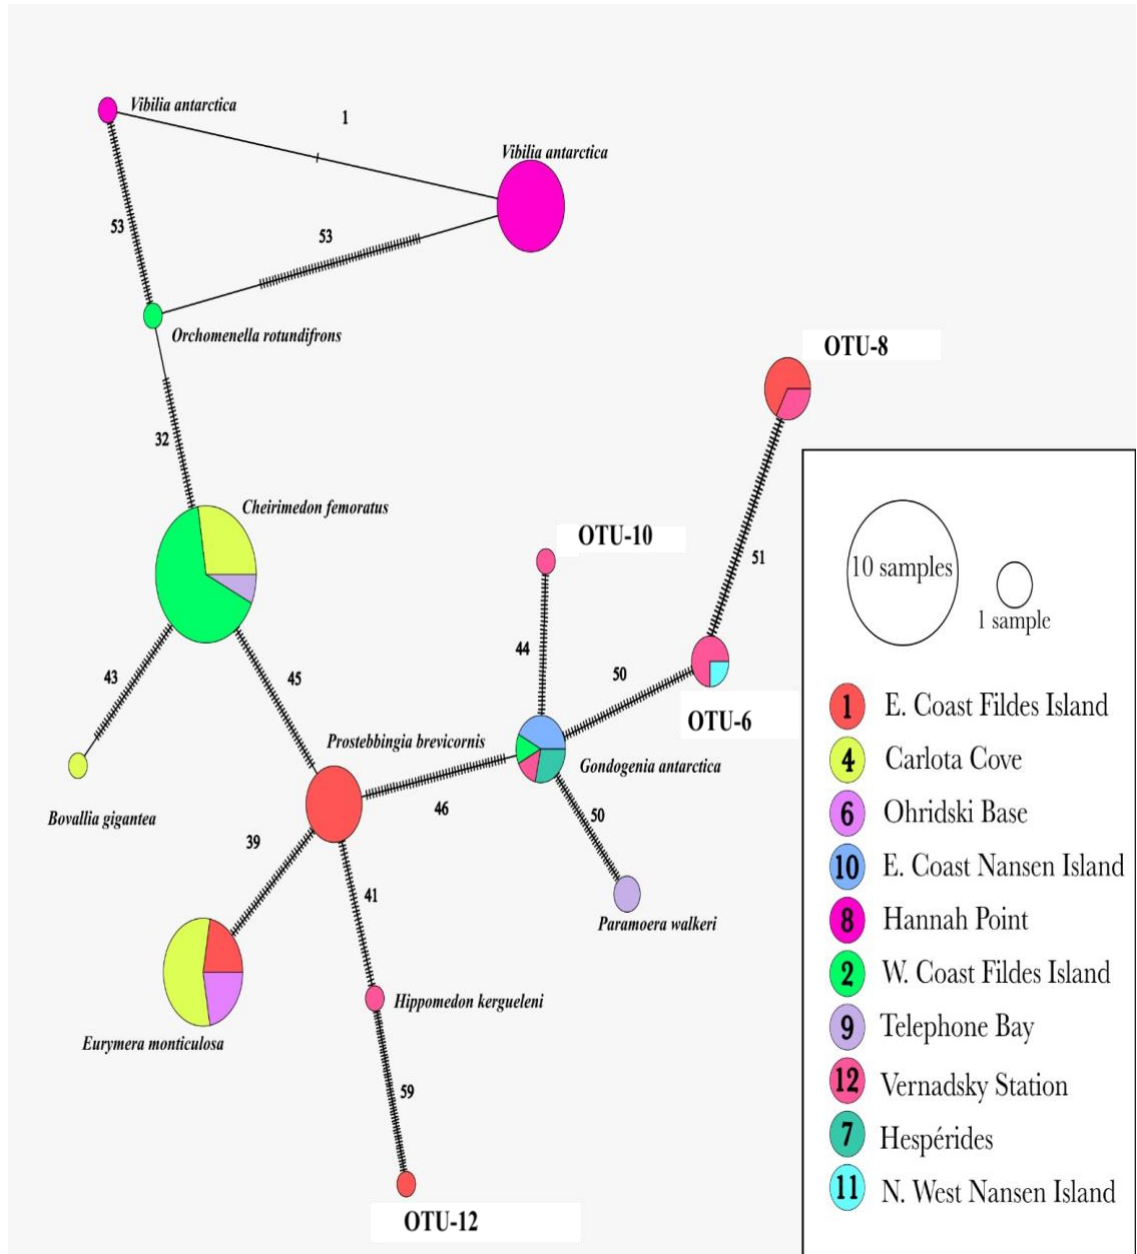 Vibilia antarctica
1
Vibilia antarctica
53
53
Orchomenella rotundifrons
OTU-8
32
Cheirimedon femoratus
OTU-10
51
44
50
43
45
OTU-6
Prostebbingia brevicornis
Gondogenia antarctica
46
50
Bovallia gigantea
39
41
Paramoera walkeri
Hippomedon kergueleni
Eurymera monticulosa
59
OTU-12
10 samples
1 sample
1 E. Coast Fildes Island
4 Carlota Cove
6 Ohridski Base
10 E. Coast Nansen Island
8 Hannah Point
2 W. Coast Fildes Island
9 Telephone Bay
12 Vernadsky Station
7 Hespérides
11 N. West Nansen Island